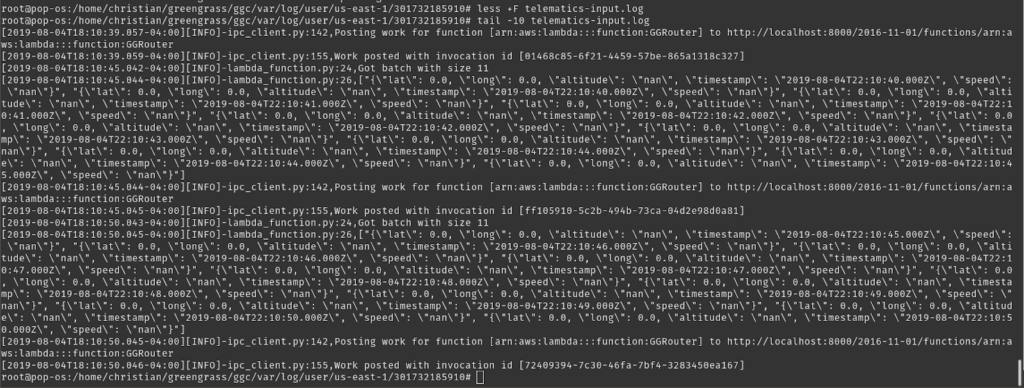 root@pop-os:/home/christian/greengrass/ggc/var/log/user/us-east-1/301732185910# less +F telematics-input.log
root@pop-os:/home/christian/greengrass/ggc/var/log/user/us-east-1/301732185910# tail -10 telematics-input.log
[2019-08-04T18:10:39.057-04:00][INFO]-ipc_client.py:142,Posting work for function [arn:aws:lambda:::function:GGRouter] to http://localhost:8000/2016-11-01/functions/arn:a
ws:lambda:::function:GGRouter
[2019-08-04T18:10:39.059-04:00][INFO]-ipc_client.py:155,Work posted with invocation id [01468c85-6f21-4459-57be-865a1318c327]
[2019-08-04T18:10:45.042-04:00][INFO]-lambda_function.py:24,Got batch with size 11
[2019-08-04T18:10:45.044-04:00][INFO]-lambda_function.py:26,["{\"lat\": 0.0, \"long\": 0.0, \"altitude\": \"nan\", \"timestamp\": \"2019-08-04T22:10:40.000Z\", \"speed\":
 \"nan\"}", "{\"lat\": 0.0, \"long\": 0.0, \"altitude\": \"nan\", \"timestamp\": \"2019-08-04T22:10:40.000Z\", \"speed\": \"nan\"}", "{\"lat\": 0.0, \"long\": 0.0, \"alti
tude\": \"nan\", \"timestamp\": \"2019-08-04T22:10:41.000Z\", \"speed\": \"nan\"}", "{\"lat\": 0.0, \"long\": 0.0, \"altitude\": \"nan\", \"timestamp\": \"2019-08-04T22:1
0:41.000Z\", \"speed\": \"nan\"}", "{\"lat\": 0.0, \"long\": 0.0, \"altitude\": \"nan\", \"timestamp\": \"2019-08-04T22:10:42.000Z\", \"speed\": \"nan\"}", "{\"lat\": 0.0
, \"long\": 0.0, \"altitude\": \"nan\", \"timestamp\": \"2019-08-04T22:10:42.000Z\", \"speed\": \"nan\"}", "{\"lat\": 0.0, \"long\": 0.0, \"altitude\": \"nan\", \"timesta
mp\": \"2019-08-04T22:10:43.000Z\", \"speed\": \"nan\"}", "{\"lat\": 0.0, \"long\": 0.0, \"altitude\": \"nan\", \"timestamp\": \"2019-08-04T22:10:43.000Z\", \"speed\": \"
nan\"}", "{\"lat\": 0.0, \"long\": 0.0, \"altitude\": \"nan\", \"timestamp\": \"2019-08-04T22:10:44.000Z\", \"speed\": \"nan\"}", "{\"lat\": 0.0, \"long\": 0.0, \"altitud
e\": \"nan\", \"timestamp\": \"2019-08-04T22:10:44.000Z\", \"speed\": \"nan\"}", "{\"lat\": 0.0, \"long\": 0.0, \"altitude\": \"nan\", \"timestamp\": \"2019-08-04T22:10:4
5.000Z\", \"speed\": \"nan\"}"]
[2019-08-04T18:10:45.044-04:00][INFO]-ipc_client.py:142,Posting work for function [arn:aws:lambda:::function:GGRouter] to http://localhost:8000/2016-11-01/functions/arn:a
ws:lambda:::function:GGRouter
[2019-08-04T18:10:45.045-04:00][INFO]-ipc_client.py:155,Work posted with invocation id [ff105910-5c2b-494b-73ca-04d2e98d0a81]
[2019-08-04T18:10:50.043-04:00][INFO]-lambda_function.py:24,Got batch with size 11
[2019-08-04T18:10:50.045-04:00][INFO]-lambda_function.py:26,["{\"lat\": 0.0, \"long\": 0.0, \"altitude\": \"nan\", \"timestamp\": \"2019-08-04T22:10:45.000Z\", \"speed\":
 \"nan\"}", "{\"lat\": 0.0, \"long\": 0.0, \"altitude\": \"nan\", \"timestamp\": \"2019-08-04T22:10:46.000Z\", \"speed\": \"nan\"}", "{\"lat\": 0.0, \"long\": 0.0, \"alti
tude\": \"nan\", \"timestamp\": \"2019-08-04T22:10:46.000Z\", \"speed\": \"nan\"}", "{\"lat\": 0.0, \"long\": 0.0, \"altitude\": \"nan\", \"timestamp\": \"2019-08-04T22:1
0:47.000Z\", \"speed\": \"nan\"}", "{\"lat\": 0.0, \"long\": 0.0, \"altitude\": \"nan\", \"timestamp\": \"2019-08-04T22:10:47.000Z\", \"speed\": \"nan\"}", "{\"lat\": 0.0
, \"long\": 0.0, \"altitude\": \"nan\", \"timestamp\": \"2019-08-04T22:10:48.000Z\", \"speed\": \"nan\"}", "{\"lat\": 0.0, \"long\": 0.0, \"altitude\": \"nan\", \"timesta
mp\": \"2019-08-04T22:10:48.000Z\", \"speed\": \"nan\"}", "{\"lat\": 0.0, \"long\": 0.0, \"altitude\": \"nan\", \"timestamp\": \"2019-08-04T22:10:49.000Z\", \"speed\": \"
nan\"}", "{\"lat\": 0.0, \"long\": 0.0, \"altitude\": \"nan\", \"timestamp\": \"2019-08-04T22:10:49.000Z\", \"speed\": \"nan\"}", "{\"lat\": 0.0, \"long\": 0.0, \"altitud
e\": \"nan\", \"timestamp\": \"2019-08-04T22:10:50.000Z\", \"speed\": \"nan\"}", "{\"lat\": 0.0, \"long\": 0.0, \"altitude\": \"nan\", \"timestamp\": \"2019-08-04T22:10:5
0.000Z\", \"speed\": \"nan\"}"]
[2019-08-04T18:10:50.045-04:00][INFO]-ipc_client.py:142,Posting work for function [arn:aws:lambda:::function:GGRouter] to http://localhost:8000/2016-11-01/functions/arn:a
ws:lambda:::function:GGRouter
[2019-08-04T18:10:50.046-04:00][INFO]-ipc_client.py:155,Work posted with invocation id [72409394-7c30-46fa-7bf4-3283450ea167]
root@pop-os:/home/christian/greengrass/ggc/var/log/user/us-east-1/301732185910#